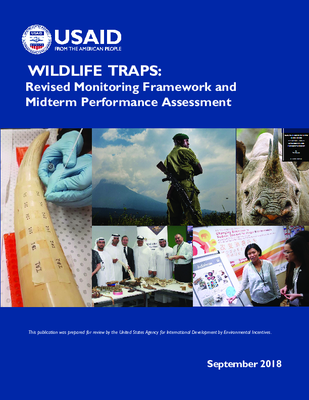 USAID
FROM THE AMERICAN PEOPLE
WILDLIFE TRAPS:
Revised Monitoring Framework and
Midterm Performance Assessment
This publication was prepared for review by the United States Agency for International Development by Environmental Incentives.
September 2018